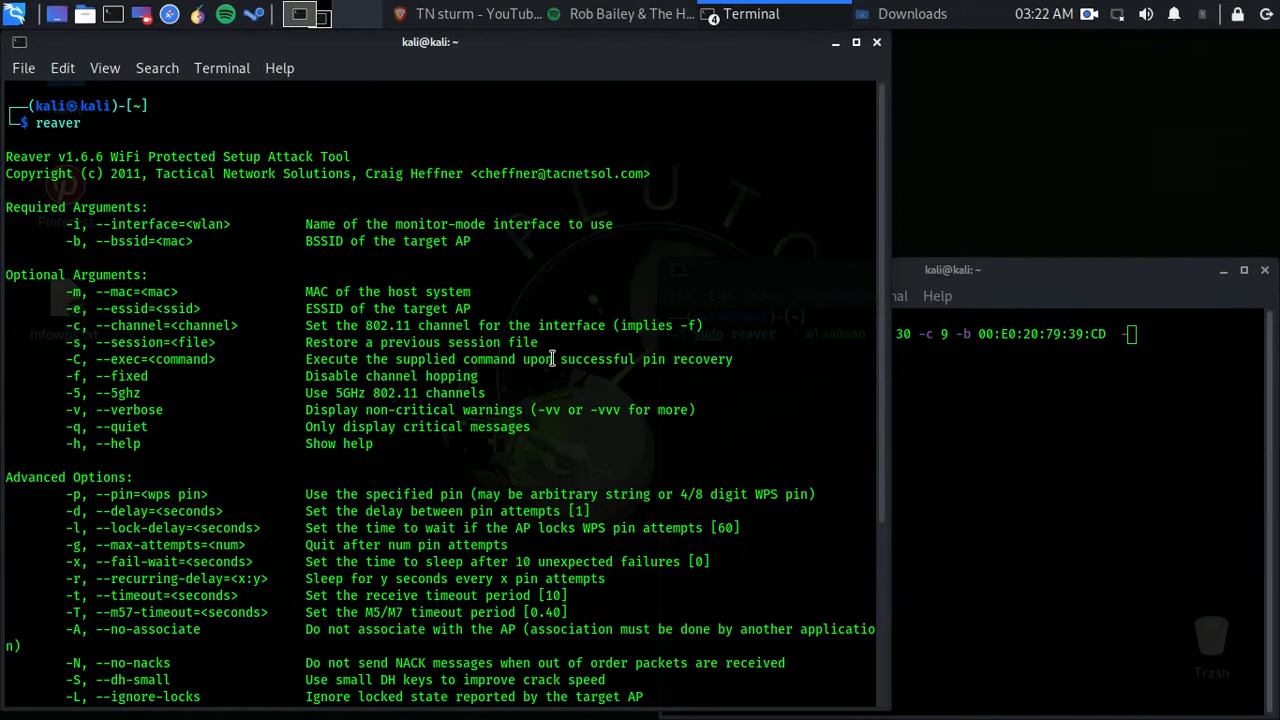 TN sturm - YouTub...
Rob Bailey & The H...
Terminal
4
Downloads
03:22 AM
kali@kali: ~
File Edit View Search Terminal Help
┌──(kali㉿kali)-[~]
└─$ reaver
Reaver v1.6.6 WiFi Protected Setup Attack Tool
Copyright (c) 2011, Tactical Network Solutions, Craig Heffner <cheffner@tacnetsol.com>
Required Arguments:
-i, --interface=<wlan> Name of the monitor-mode interface to use
-b, --bssid=<mac> BSSID of the target AP
Optional Arguments:
-m, --mac=<mac> MAC of the host system
-e, --essid=<ssid> ESSID of the target AP
-c, --channel=<channel> Set the 802.11 channel for the interface (implies -f)
-s, --session=<file> Restore a previous session file
-C, --exec=<command> Execute the supplied command upon successful pin recovery
-f, --fixed Disable channel hopping
-5, --5ghz Use 5GHz 802.11 channels
-v, --verbose Display non-critical warnings (-vv or -vvv for more)
-q, --quiet Only display critical messages
-h, --help Show help
Advanced Options:
-p, --pin=<wps pin> Use the specified pin (may be arbitrary string or 4/8 digit WPS pin)
-d, --delay=<seconds> Set the delay between pin attempts [1]
-l, --lock-delay=<seconds> Set the time to wait if the AP locks WPS pin attempts [60]
-g, --max-attempts=<num> Quit after num pin attempts
-x, --fail-wait=<seconds> Set the time to sleep after 10 unexpected failures [0]
-r, --recurring-delay=<x:y> Sleep for y seconds every x pin attempts
-t, --timeout=<seconds> Set the receive timeout period [10]
-T, --m57-timeout=<seconds> Set the M5/M7 timeout period [0.40]
-A, --no-associate Do not associate with the AP (association must be done by another applicatio
n)
-N, --no-nacks Do not send NACK messages when out of order packets are received
-S, --dh-small Use small DH keys to improve crack speed
-L, --ignore-locks Ignore locked state reported by the target AP
PLUTO
kali@kali: ~
nal Help
sudo reaver
30 -c 9 -b 00:E0:20:79:39:CD -
Trash